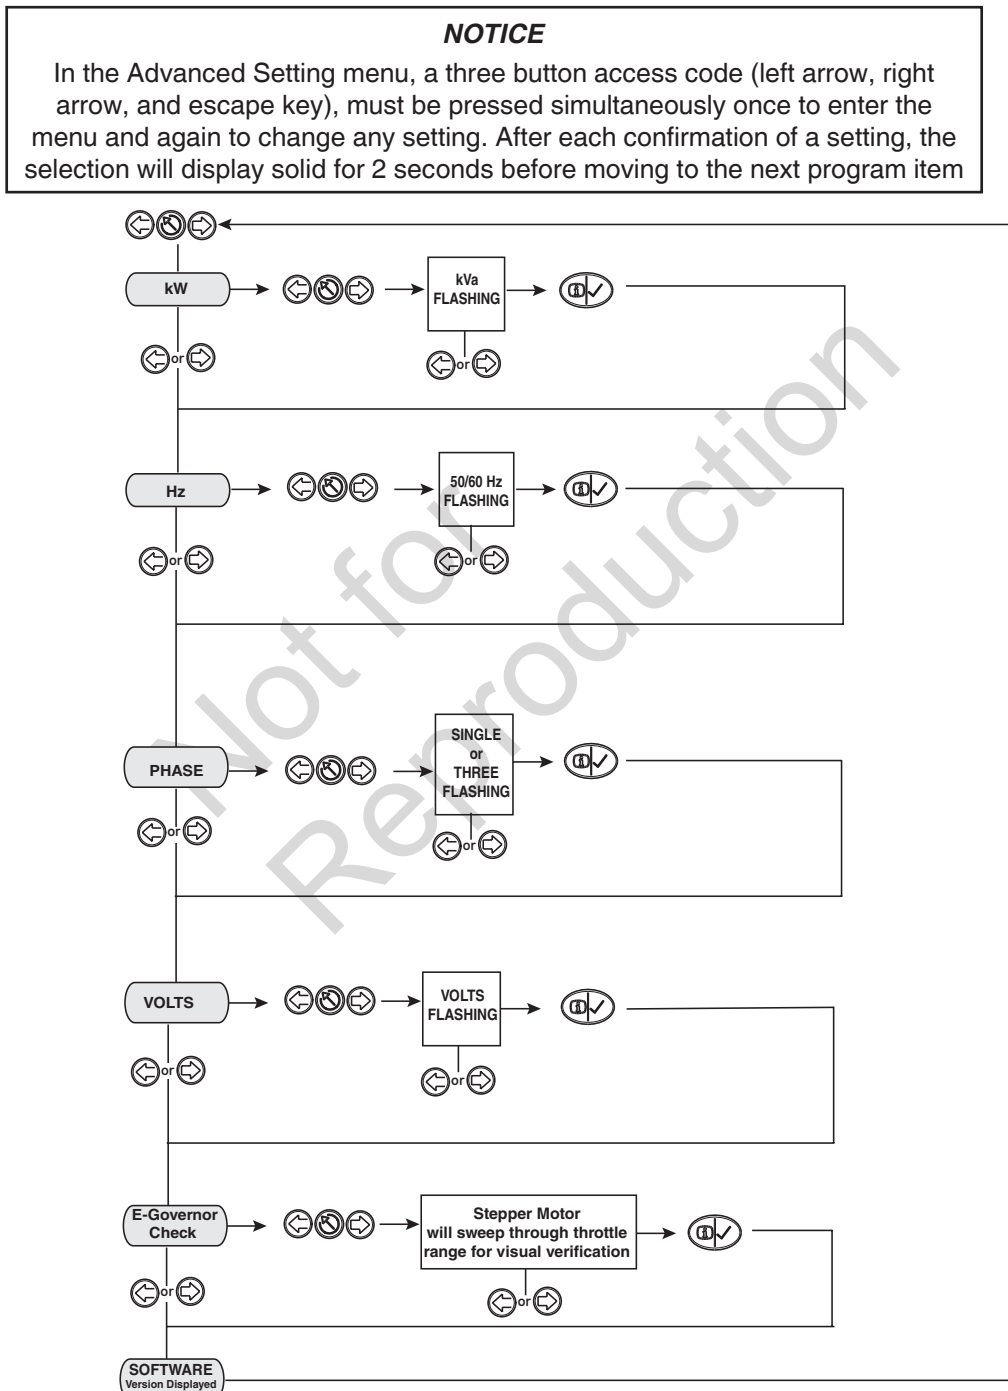 NOTICE
In the Advanced Setting menu, a three button access code (left arrow, right
arrow, and escape key), must be pressed simultaneously once to enter the
menu and again to change any setting. After each confirmation of a setting, the
selection will display solid for 2 seconds before moving to the next program item
kW
kVa
FLASHING
or
or
Hz
50/60 Hz
FLASHING
or
or
PHASE
SINGLE
or
THREE
FLASHING
or
or
VOLTS
VOLTS
FLASHING
or
or
E-Governor
Check
Stepper Motor
will sweep through throttle
range for visual verification
or
or
SOFTWARE
Version Displayed
Not for
Reproduction